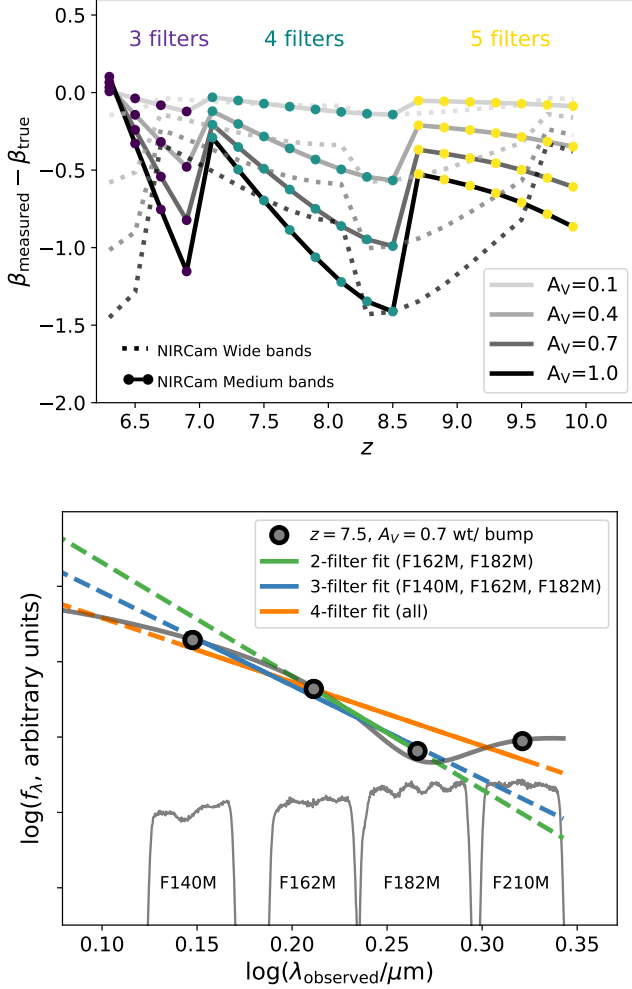 3 filters 4 filters 5 filters
0.5
0.0
−0.5
−1.0
−1.5
−2.0
β_measured − β_true
NIRCam Wide bands
NIRCam Medium bands
A_V=0.1
A_V=0.4
A_V=0.7
A_V=1.0
6.5 7.0 7.5 8.0 8.5 9.0 9.5 10.0
z
log(f_λ, arbitrary units)
z = 7.5, A_V = 0.7 wt/ bump
2-filter fit (F162M, F182M)
3-filter fit (F140M, F162M, F182M)
4-filter fit (all)
F140M F162M F182M F210M
0.10 0.15 0.20 0.25 0.30 0.35
log(λ_observed/μm)